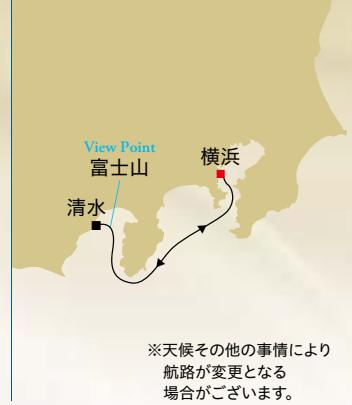 View Point
富士山
横浜
清水
※天候その他の事情により
航路が変更となる
場合がございます。